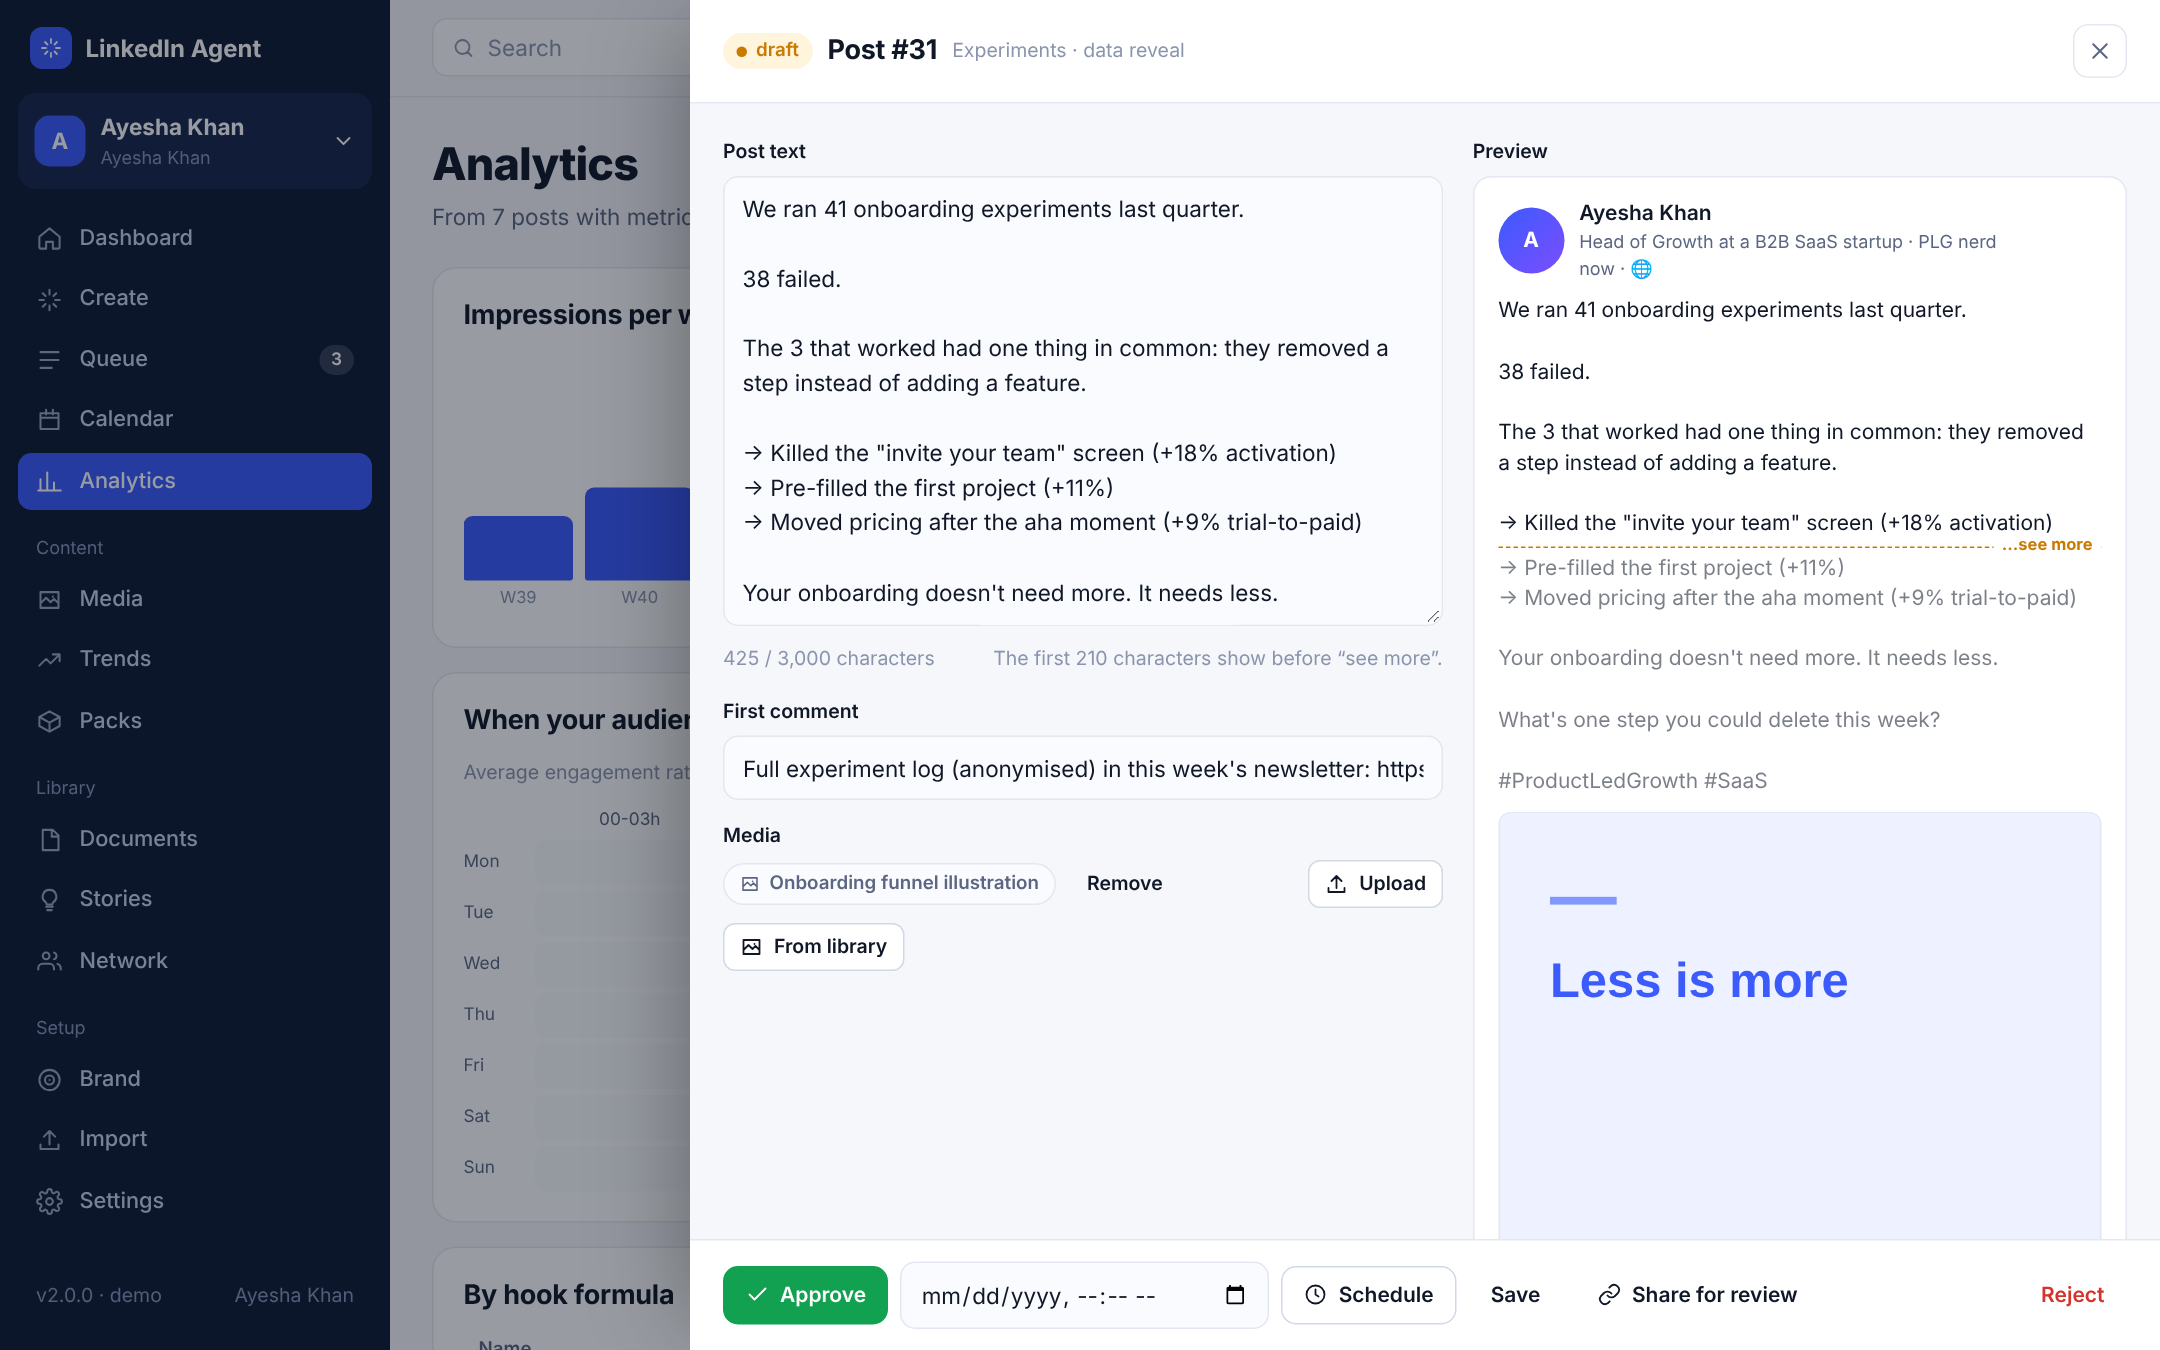 LinkedIn Agent
A
Ayesha Khan
Ayesha Khan
Dashboard
Create
Queue
3
Calendar
Analytics
Content
Media
Trends
Packs
Library
Documents
Stories
Network
Setup
Brand
Import
Settings
v2.0.0 · demo
Ayesha Khan
Search
Analytics
From 7 posts with metric
Impressions per w
W39
W40
When your audien
Average engagement rat
00-03h
Mon
Tue
Wed
Thu
Fri
Sat
Sun
By hook formula
Name
draft
Post #31
Experiments · data reveal
Post text
We ran 41 onboarding experiments last quarter.
38 failed.
The 3 that worked had one thing in common: they removed a
step instead of adding a feature.
→ Killed the "invite your team" screen (+18% activation)
→ Pre-filled the first project (+11%)
→ Moved pricing after the aha moment (+9% trial-to-paid)
Your onboarding doesn't need more. It needs less.
425 / 3,000 characters
The first 210 characters show before “see more”.
First comment
Full experiment log (anonymised) in this week's newsletter: https
Media
Onboarding funnel illustration
Remove
Upload
From library
Preview
A
Ayesha Khan
Head of Growth at a B2B SaaS startup · PLG nerd
now · 🌐
We ran 41 onboarding experiments last quarter.
38 failed.
The 3 that worked had one thing in common: they removed
a step instead of adding a feature.
→ Killed the "invite your team" screen (+18% activation)
...see more
→ Pre-filled the first project (+11%)
→ Moved pricing after the aha moment (+9% trial-to-paid)
Your onboarding doesn't need more. It needs less.
What's one step you could delete this week?
#ProductLedGrowth #SaaS
Less is more
Approve
mm/dd/yyyy, --:-- --
Schedule
Save
Share for review
Reject